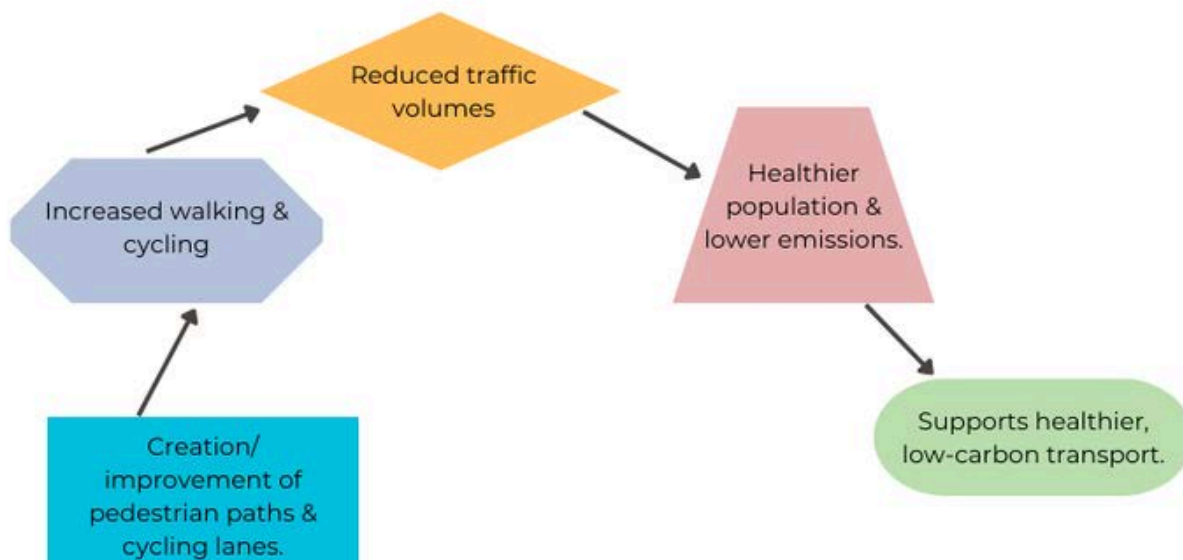 Reduced traffic
volumes
Healthier
population &
lower emissions.
Increased walking &
cycling
Supports healthier,
low-carbon transport.
Creation/
improvement of
pedestrian paths &
cycling lanes.